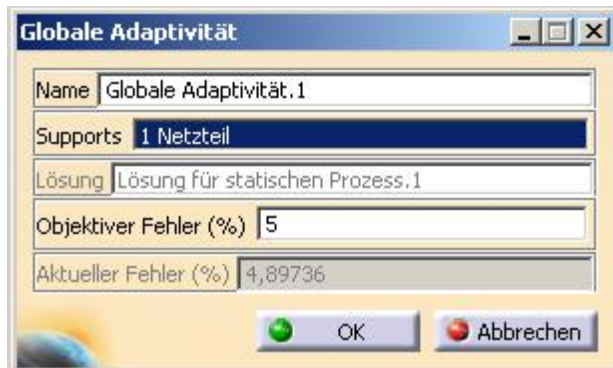 Globale Adaptivität
Name Globale Adaptivität.1
Supports 1 Netzteil
Lösung Lösung für statischen Prozess.1
Objektiver Fehler (%) 5
Aktueller Fehler (%) 4,89736
OK Abbrechen